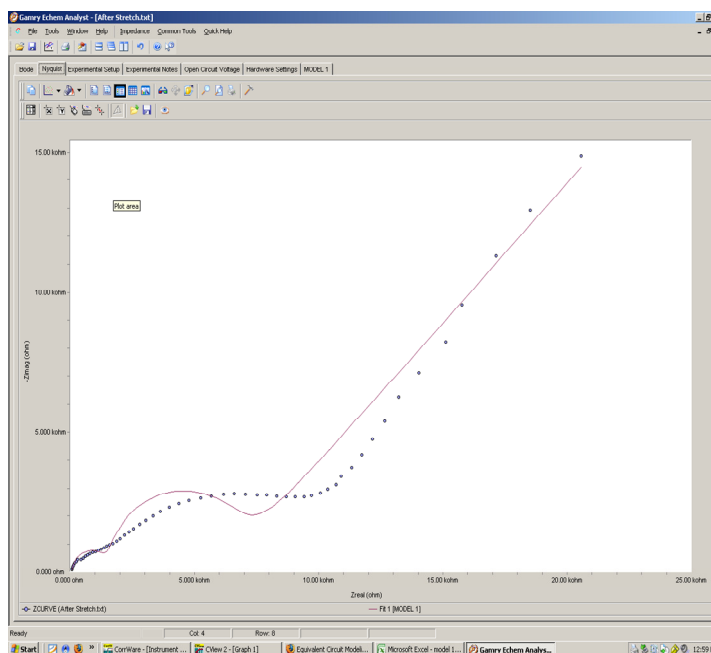 Gamry Echem Analyst - [After Stretch.txt]
File Tools Window Help Impedance Common Tools Quick Help
Bode Nyquist Experimental Setup Experimental Notes Open Circuit Voltage Hardware Settings MODEL 1
15.00 kohm
Plot area
10.00 kohm
-Zimag (ohm)
5.000 kohm
0.000 ohm
0.000 ohm 5.000 kohm 10.00 kohm 15.00 kohm 20.00 kohm 25.00 kohm
Zreal (ohm)
ZCURVE (After Stretch.txt) Fit 1 [MODEL 1]
Ready Col: 4 Row: 8
Start » CorrWare - [Instrument ... CView 2 - [Graph 1] Equivalent Circuit Modeli... Microsoft Excel - model 1... Gamry Echem Analys... 12:59